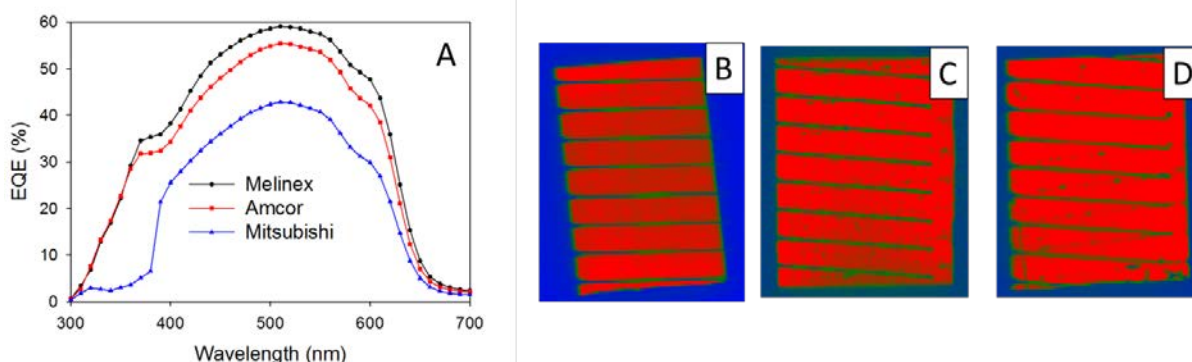 A
60
50
40
30
20
10
0
EQE (%)
Melinex
Amcor
Mitsubishi
300
400
500
600
700
Wavelength (nm)
B
C
D